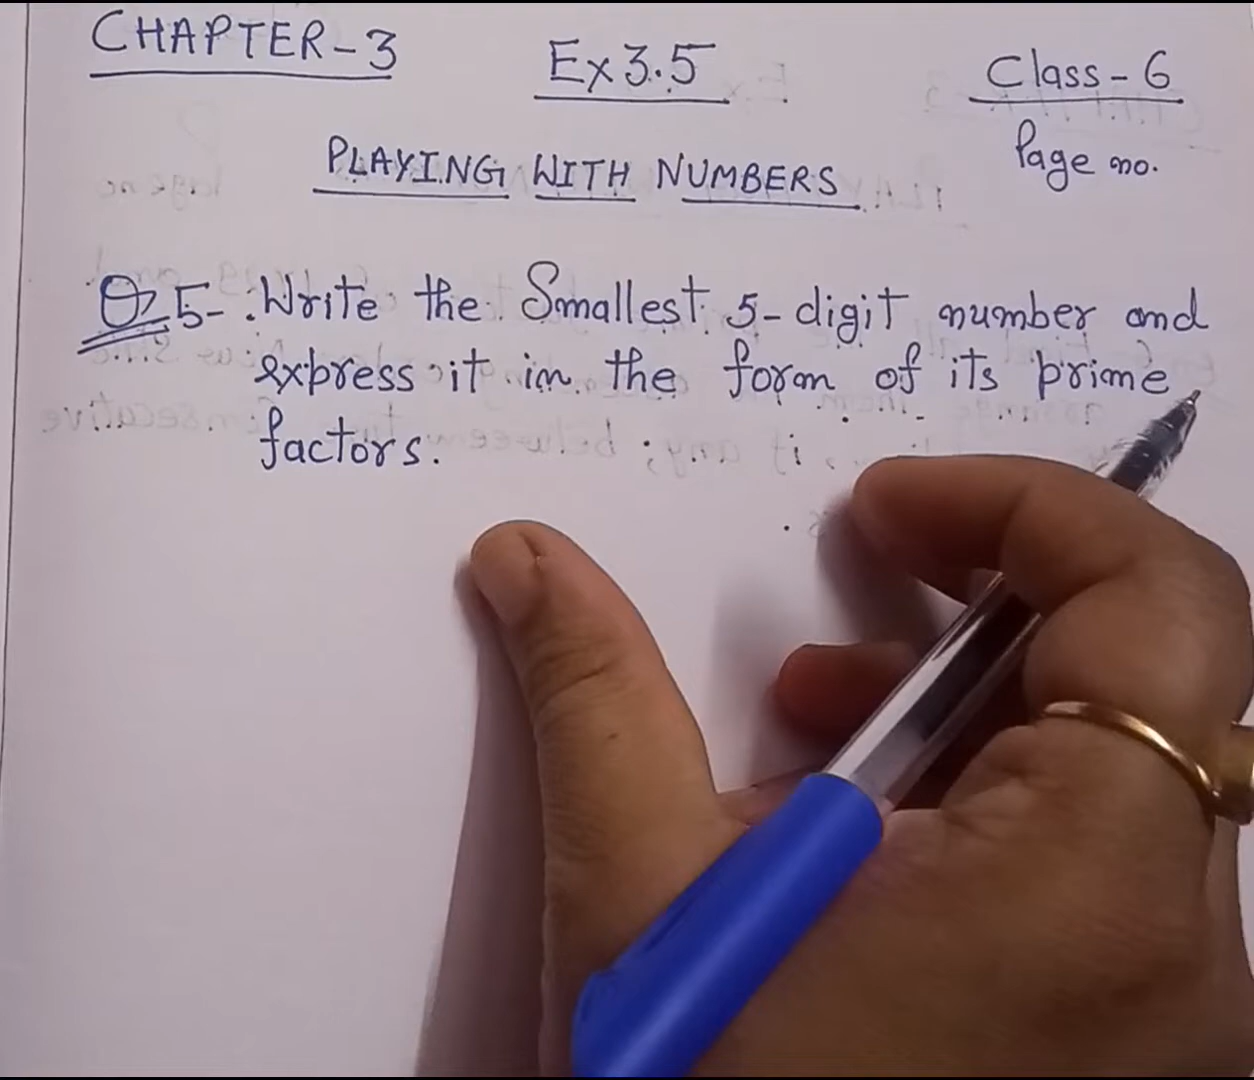 CHAPTER-3
Ex 3.5
Class-6
Page no.
PLAYING WITH NUMBERS
Q5-. Write the Smallest 5-digit number and
express it in the form of its prime
factors.